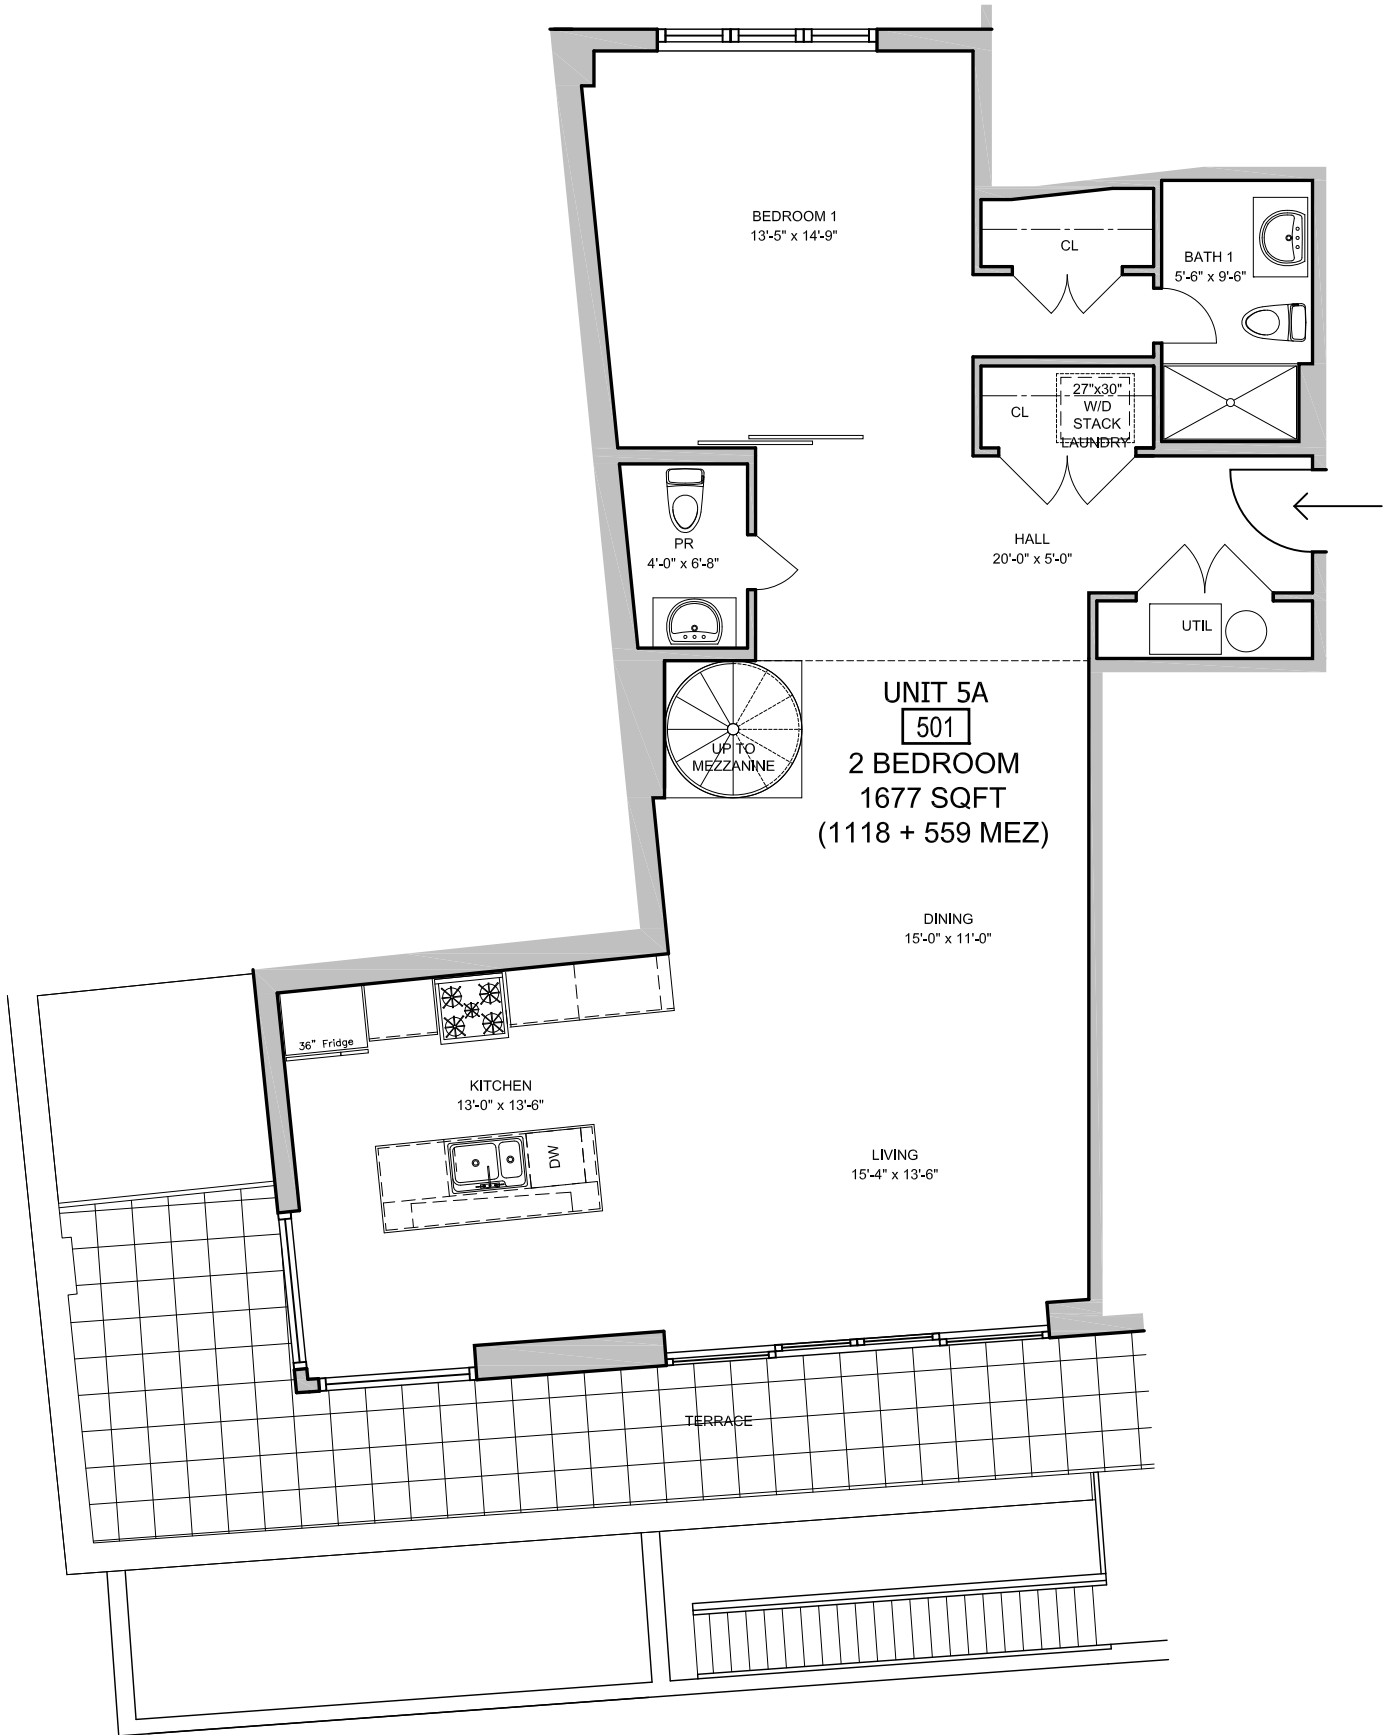 BEDROOM 1
13'-5" x 14'-9"
CL
BATH 1
5'-6" x 9'-6"
CL
27"x30"
W/D
STACK
LAUNDRY
PR
4'-0" x 6'-8"
HALL
20'-0" x 5'-0"
UTIL
UP TO
MEZZANINE
UNIT 5A
501
2 BEDROOM
1677 SQFT
(1118 + 559 MEZ)
DINING
15'-0" x 11'-0"
36" Fridge
KITCHEN
13'-0" x 13'-6"
DW
LIVING
15'-4" x 13'-6"
TERRACE